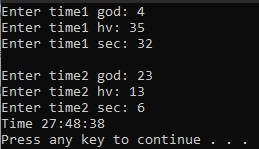 Enter time1 god: 4
Enter time1 hv: 35
Enter time1 sec: 32

Enter time2 god: 23
Enter time2 hv: 13
Enter time2 sec: 6
Time 27:48:38
Press any key to continue . . .